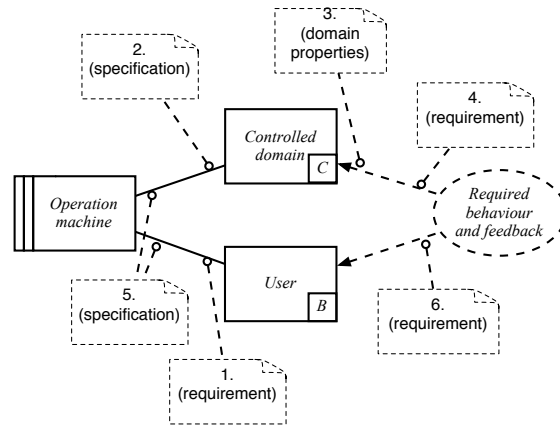 2.
(specification)
3.
(domain
properties)
4.
(requirement)
Controlled
domain
C
Operation
machine
Required
behaviour
and feedback
User
B
5.
(specification)
6.
(requirement)
1.
(requirement)